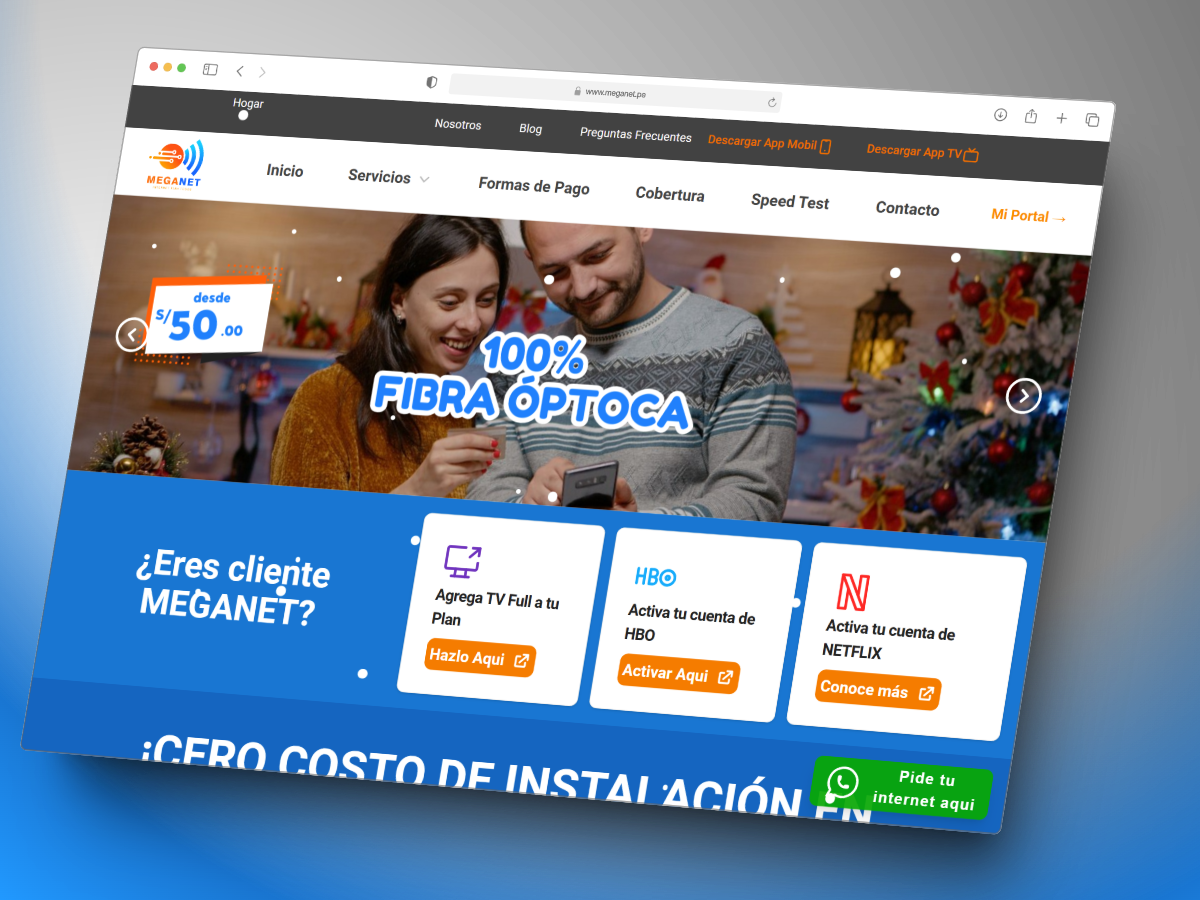 www.meganet.pe
Hogar
Nosotros
Blog
Preguntas Frecuentes
Descargar App Mobil
Descargar App TV
MEGANET
Inicio
Servicios
Formas de Pago
Cobertura
Speed Test
Contacto
Mi Portal →
desde
S/50.00
100%
FIBRA ÓPTOCA
¿Eres cliente
MEGANET?
Agrega TV Full a tu
Plan
Hazlo Aqui
HBO
Activa tu cuenta de
HBO
Activar Aqui
N
Activa tu cuenta de
NETFLIX
Conoce más
¡CERO COSTO DE INSTALACIÓN EN
Pide tu
internet aqui